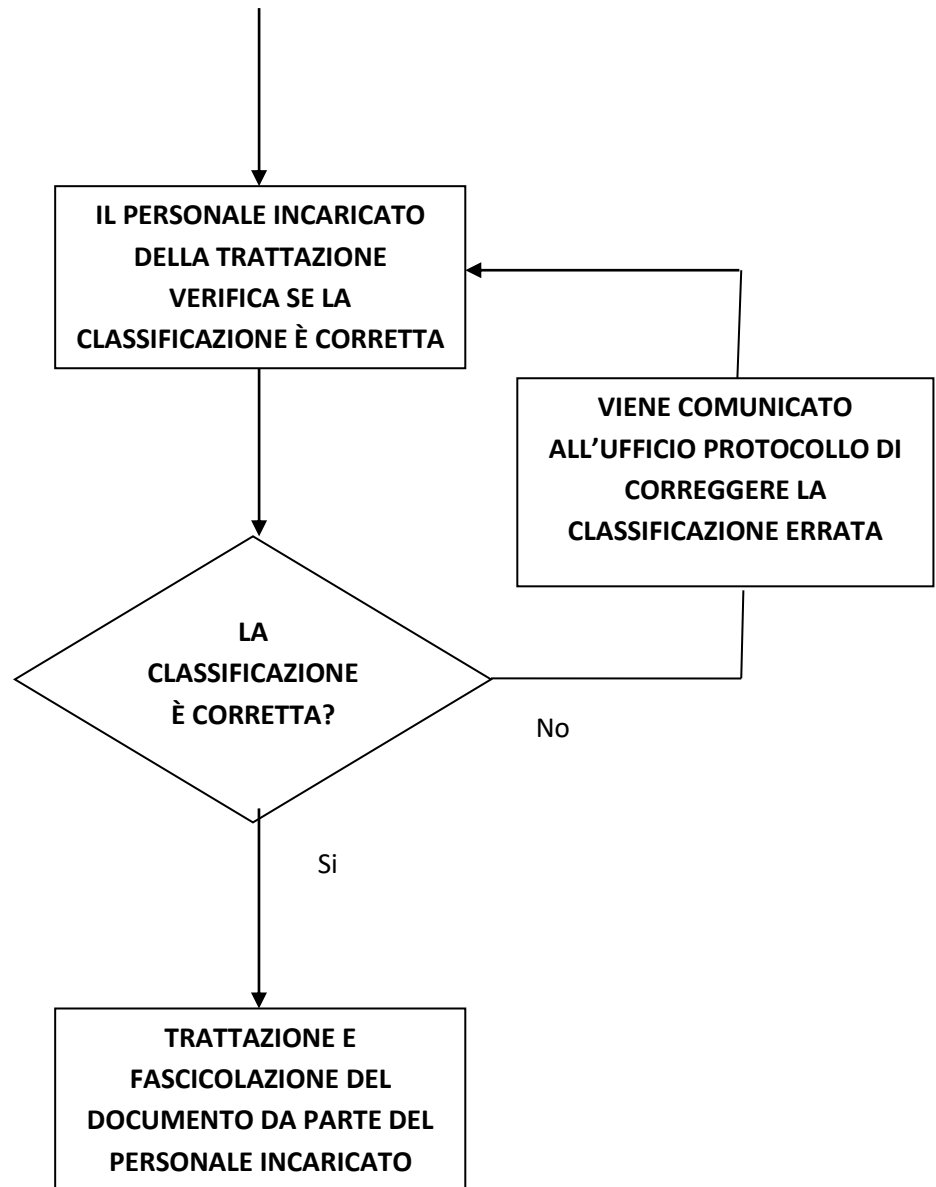 IL PERSONALE INCARICATO
DELLA TRATTAZIONE
VERIFICA SE LA
CLASSIFICAZIONE È CORRETTA
VIENE COMUNICATO
ALL’UFFICIO PROTOCOLLO DI
CORREGGERE LA
CLASSIFICAZIONE ERRATA
LA
CLASSIFICAZIONE
È CORRETTA?
No
Si
TRATTAZIONE E
FASCICOLAZIONE DEL
DOCUMENTO DA PARTE DEL
PERSONALE INCARICATO